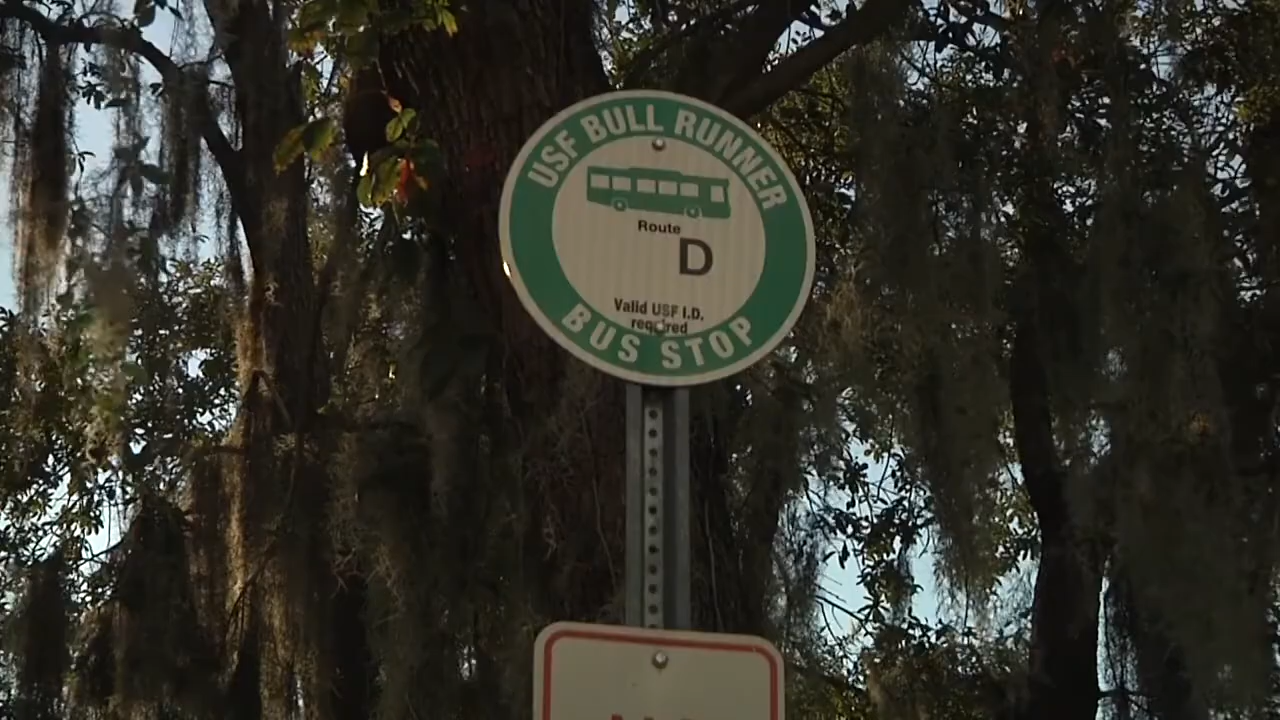 USF BULL RUNNER
Route
D
Valid USF I.D.
required
BUS STOP